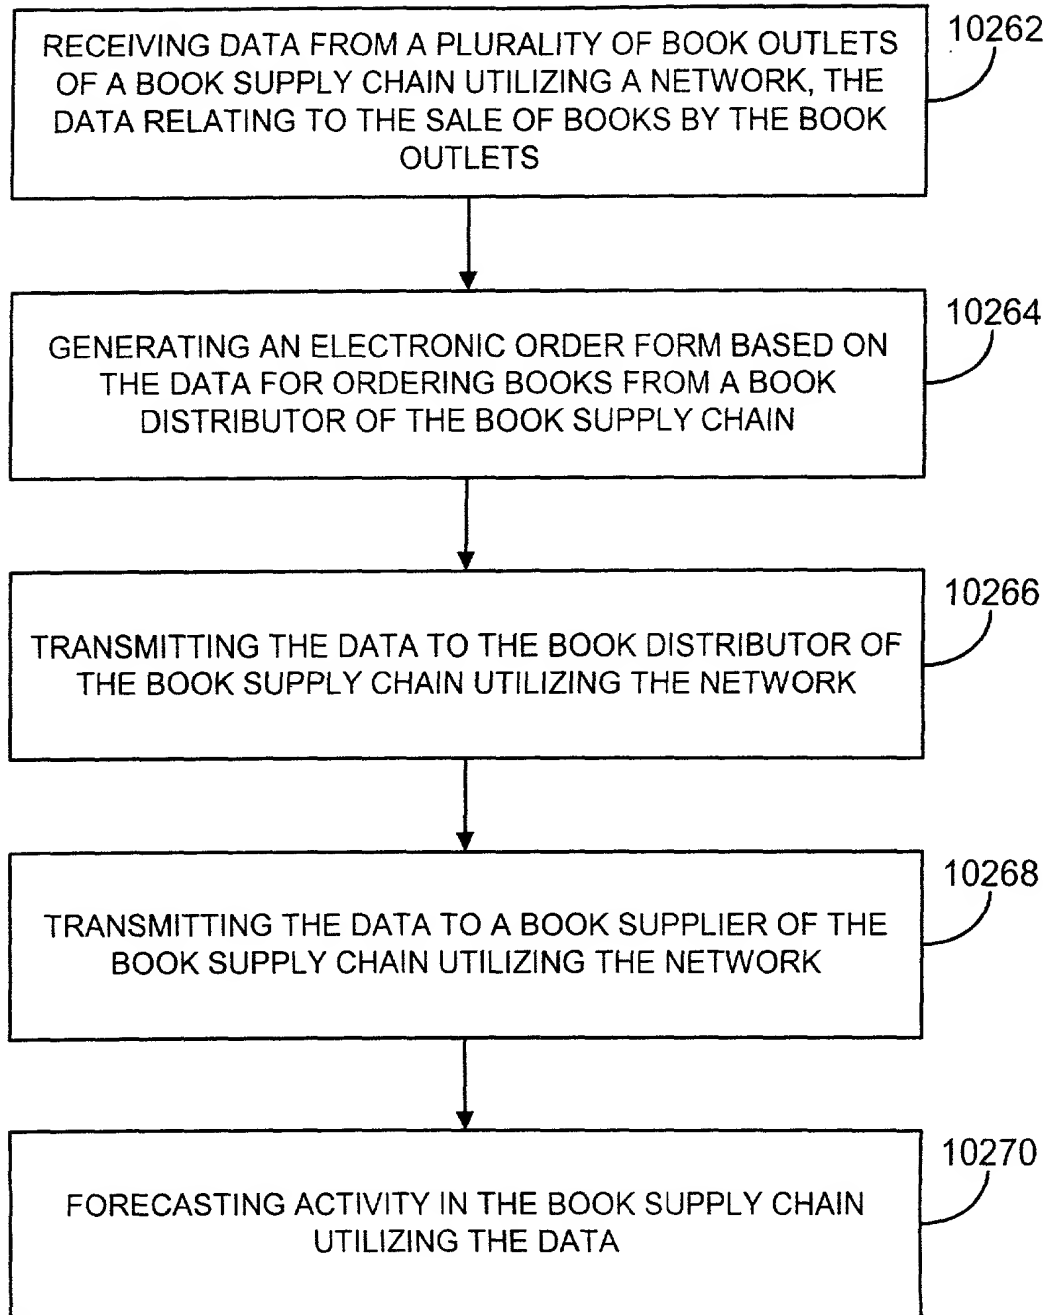 RECEIVING DATA FROM A PLURALITY OF BOOK OUTLETS
OF A BOOK SUPPLY CHAIN UTILIZING A NETWORK, THE
DATA RELATING TO THE SALE OF BOOKS BY THE BOOK
OUTLETS
10262
GENERATING AN ELECTRONIC ORDER FORM BASED ON
THE DATA FOR ORDERING BOOKS FROM A BOOK
DISTRIBUTOR OF THE BOOK SUPPLY CHAIN
10264
TRANSMITTING THE DATA TO THE BOOK DISTRIBUTOR OF
THE BOOK SUPPLY CHAIN UTILIZING THE NETWORK
10266
TRANSMITTING THE DATA TO A BOOK SUPPLIER OF THE
BOOK SUPPLY CHAIN UTILIZING THE NETWORK
10268
FORECASTING ACTIVITY IN THE BOOK SUPPLY CHAIN
UTILIZING THE DATA
10270